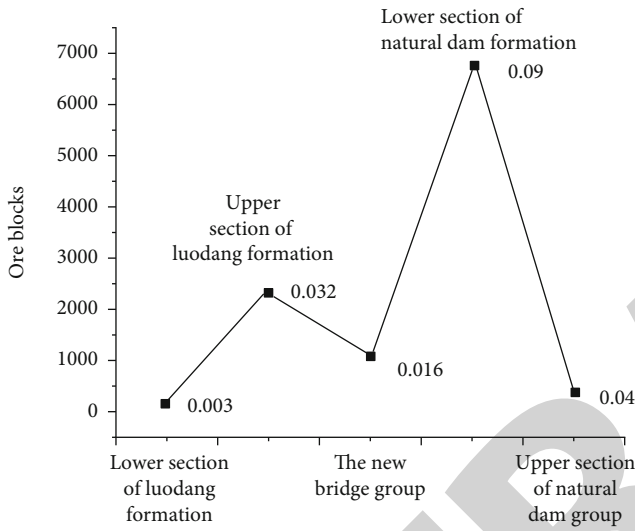 Lower section of
natural dam formation
7000
0.09
6000
5000
4000
Ore blocks
Upper
section of
luodang formation
3000
0.032
2000
1000
0.016
0.003
0.04
0
Lower section
of luodang
formation
The new
bridge group
Upper section
of natural
dam group